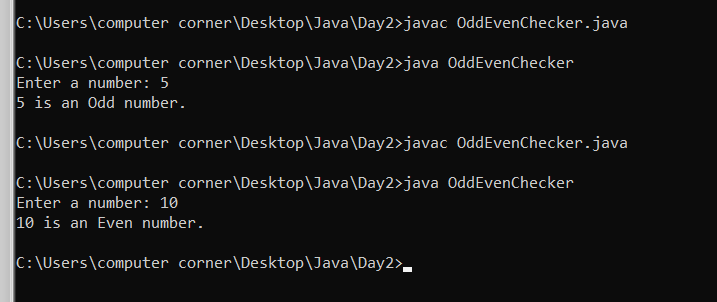 C:\Users\computer corner\Desktop\Java\Day2>javac OddEvenChecker.java
C:\Users\computer corner\Desktop\Java\Day2>java OddEvenChecker
Enter a number: 5
5 is an Odd number.
C:\Users\computer corner\Desktop\Java\Day2>javac OddEvenChecker.java
C:\Users\computer corner\Desktop\Java\Day2>java OddEvenChecker
Enter a number: 10
10 is an Even number.
C:\Users\computer corner\Desktop\Java\Day2>